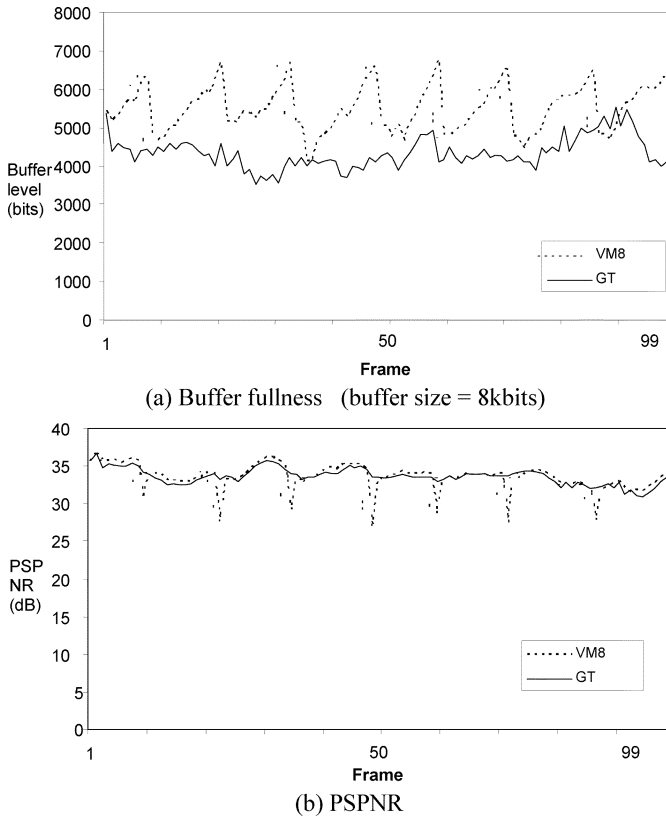 8000
7000
6000
5000
4000
3000
2000
1000
0
Buffer
level
(bits)
VM8
GT
1
50
99
Frame
(a) Buffer fullness (buffer size = 8kbits)
40
35
30
25
20
15
10
5
0
PSP
NR
(dB)
VM8
GT
1
50
99
Frame
(b) PSPNR